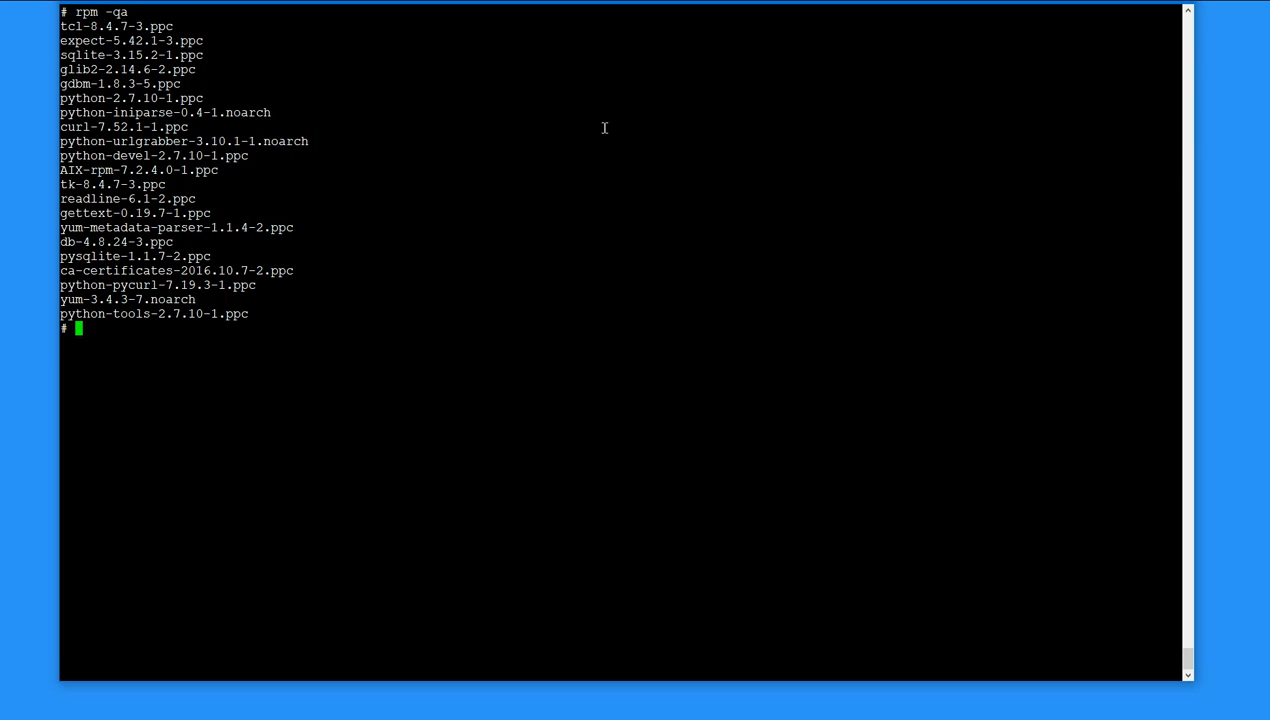 # rpm -qa
tcl-8.4.7-3.ppc
expect-5.42.1-3.ppc
sqlite-3.15.2-1.ppc
glib2-2.14.6-2.ppc
gdbm-1.8.3-5.ppc
python-2.7.10-1.ppc
python-iniparse-0.4-1.noarch
curl-7.52.1-1.ppc
python-urlgrabber-3.10.1-1.noarch
python-devel-2.7.10-1.ppc
AIX-rpm-7.2.4.0-1.ppc
tk-8.4.7-3.ppc
readline-6.1-2.ppc
gettext-0.19.7-1.ppc
yum-metadata-parser-1.1.4-2.ppc
db-4.8.24-3.ppc
pysqlite-1.1.7-2.ppc
ca-certificates-2016.10.7-2.ppc
python-pycurl-7.19.3-1.ppc
yum-3.4.3-7.noarch
python-tools-2.7.10-1.ppc
#